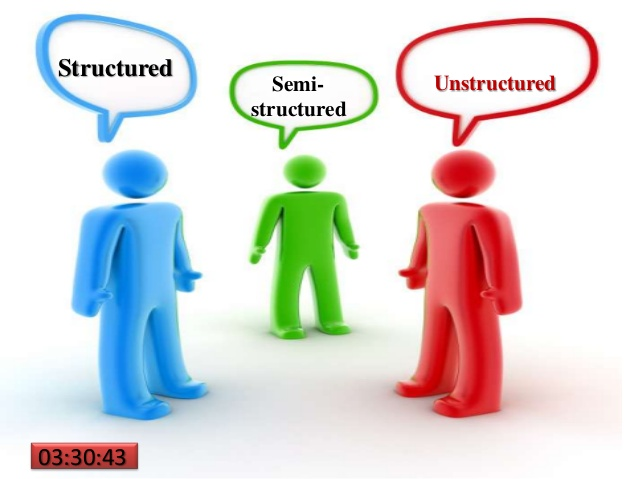 Structured
Semi-
structured
Unstructured
03:30:43